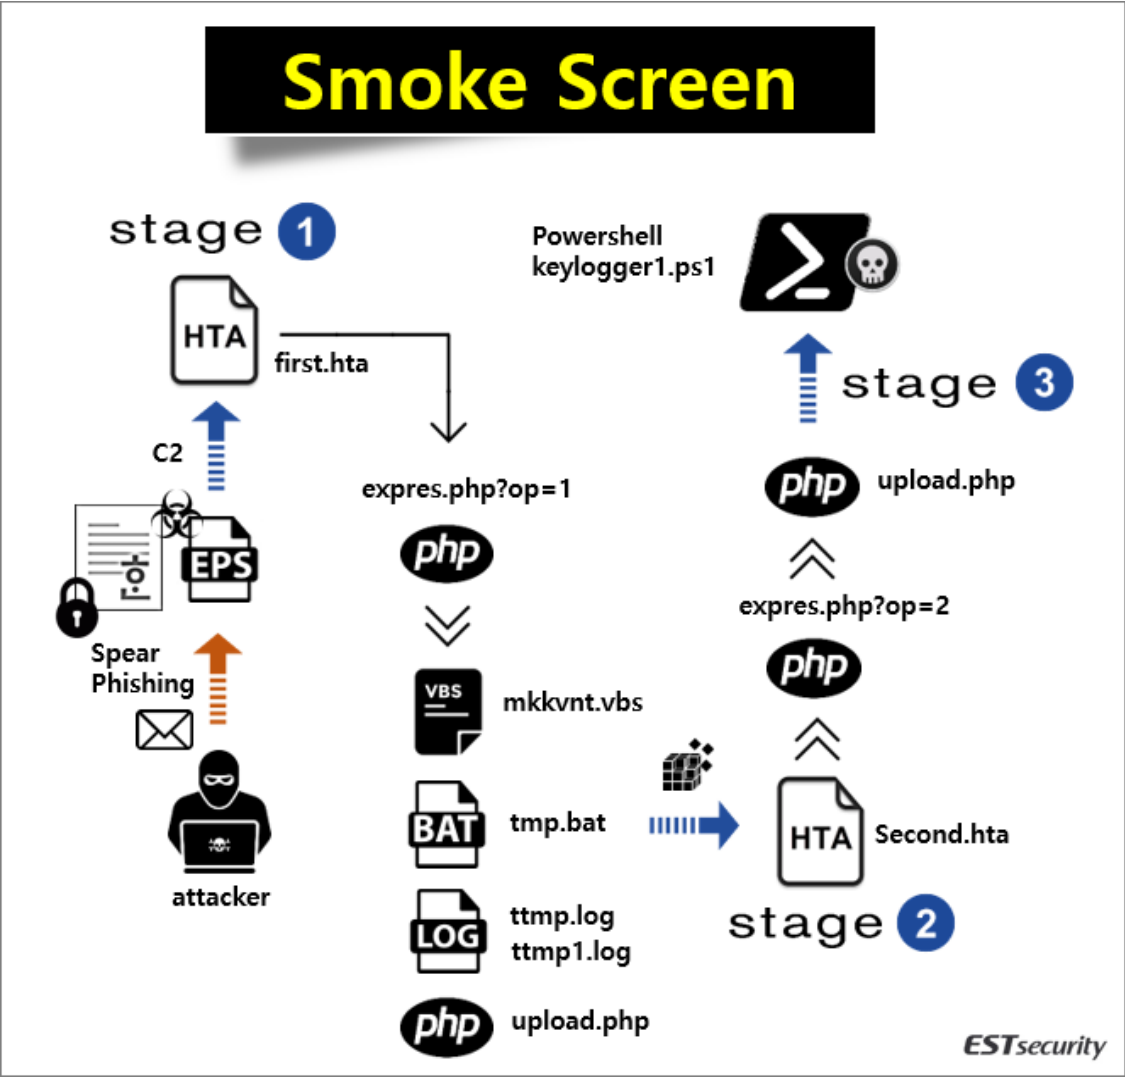 Smoke Screen
stage 1
HTA
first.hta
C2
EPS
한
Spear
Phishing
attacker
expres.php?op=1
php
VBS
mkkvnt.vbs
BAT
tmp.bat
LOG
ttmp.log
ttmp1.log
php
upload.php
HTA
Second.hta
stage 2
php
expres.php?op=2
php
upload.php
stage 3
Powershell
keylogger1.ps1
ESTsecurity